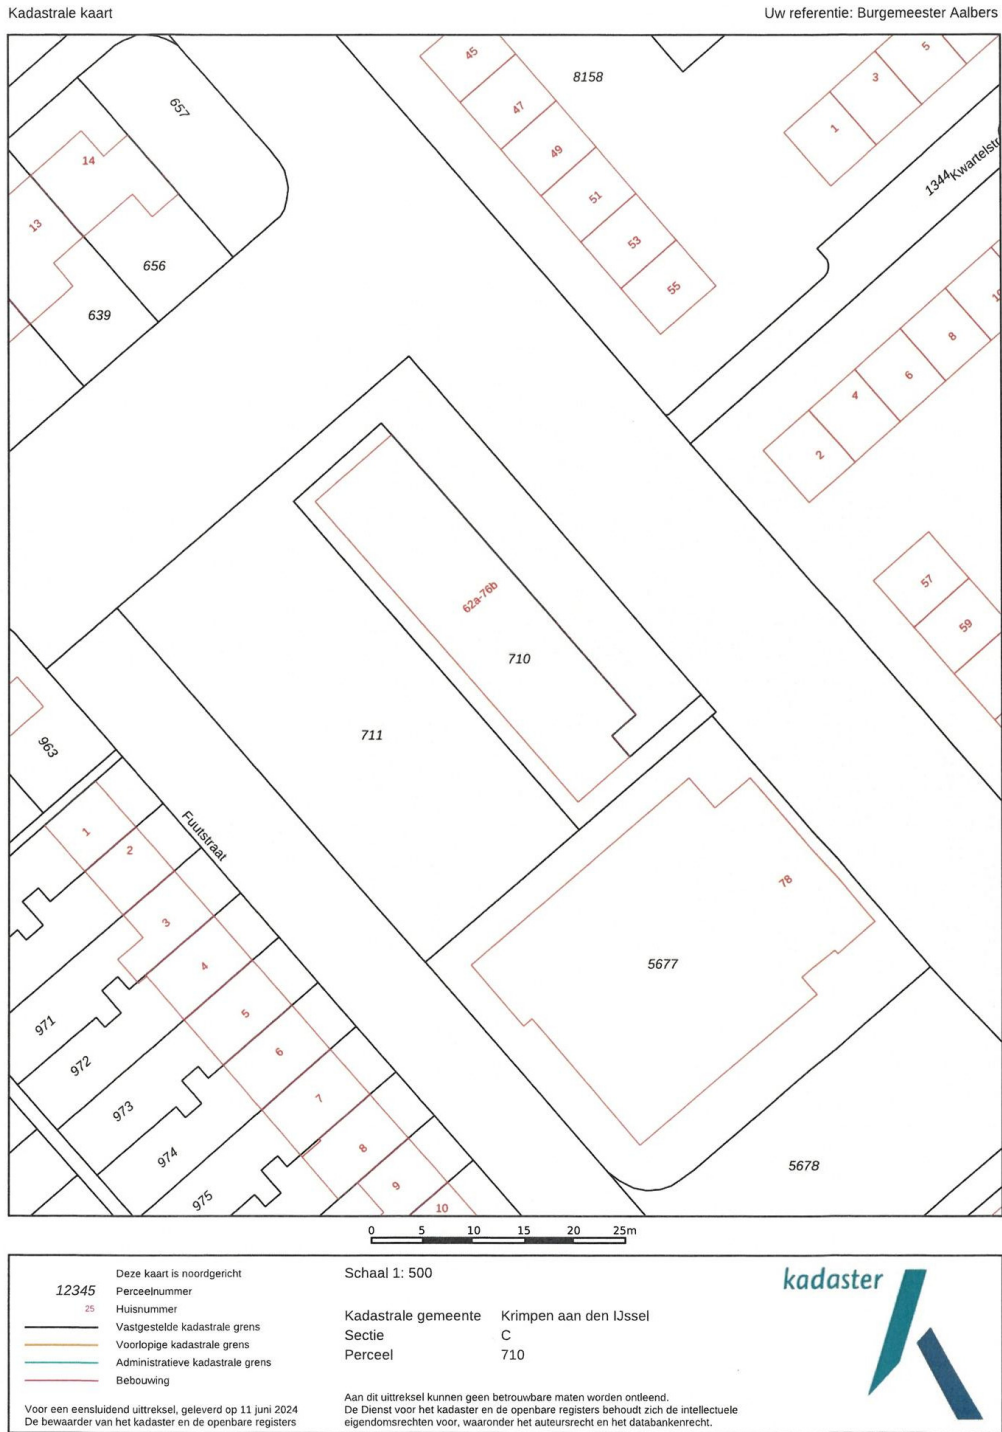 Kadastrale kaart
Uw referentie: Burgemeester Aalbers
45
8158
5
3
657
47
1
14
49
1344
Kwartelstr
51
13
53
656
55
639
8
6
4
2
57
62a-76b
59
710
711
963
Fuutstraat
1
2
78
3
5677
4
5
971
6
972
7
973
8
974
5678
9
975
10
0 5 10 15 20 25m
Deze kaart is noordgericht
12345 Perceelnummer
25 Huisnummer
Vastgestelde kadastrale grens
Voorlopige kadastrale grens
Administratieve kadastrale grens
Bebouwing
Voor een eensluidend uittreksel, geleverd op 11 juni 2024
De bewaarder van het kadaster en de openbare registers
Schaal 1: 500
Kadastrale gemeente Krimpen aan den IJssel
Sectie C
Perceel 710
Aan dit uittreksel kunnen geen betrouwbare maten worden ontleend.
De Dienst voor het kadaster en de openbare registers behoudt zich de intellectuele
eigendomsrechten voor, waaronder het auteursrecht en het databankenrecht.
kadaster